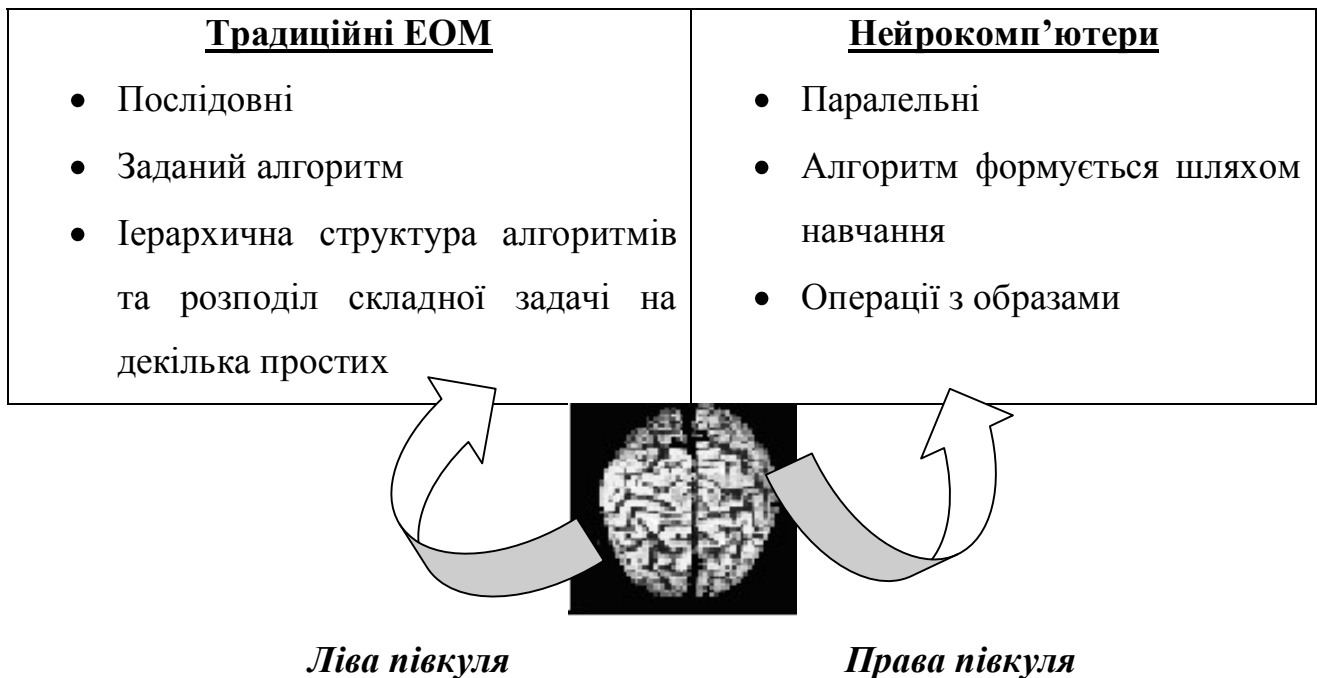 Традиційні ЕОМ
• Послідовні
• Заданий алгоритм
• Іерархична структура алгоритмів
та розподіл складної задачі на
декілька простих
Нейрокомп’ютери
• Паралельні
• Алгоритм формується шляхом
навчання
• Операції з образами
Ліва півкуля
Права півкуля